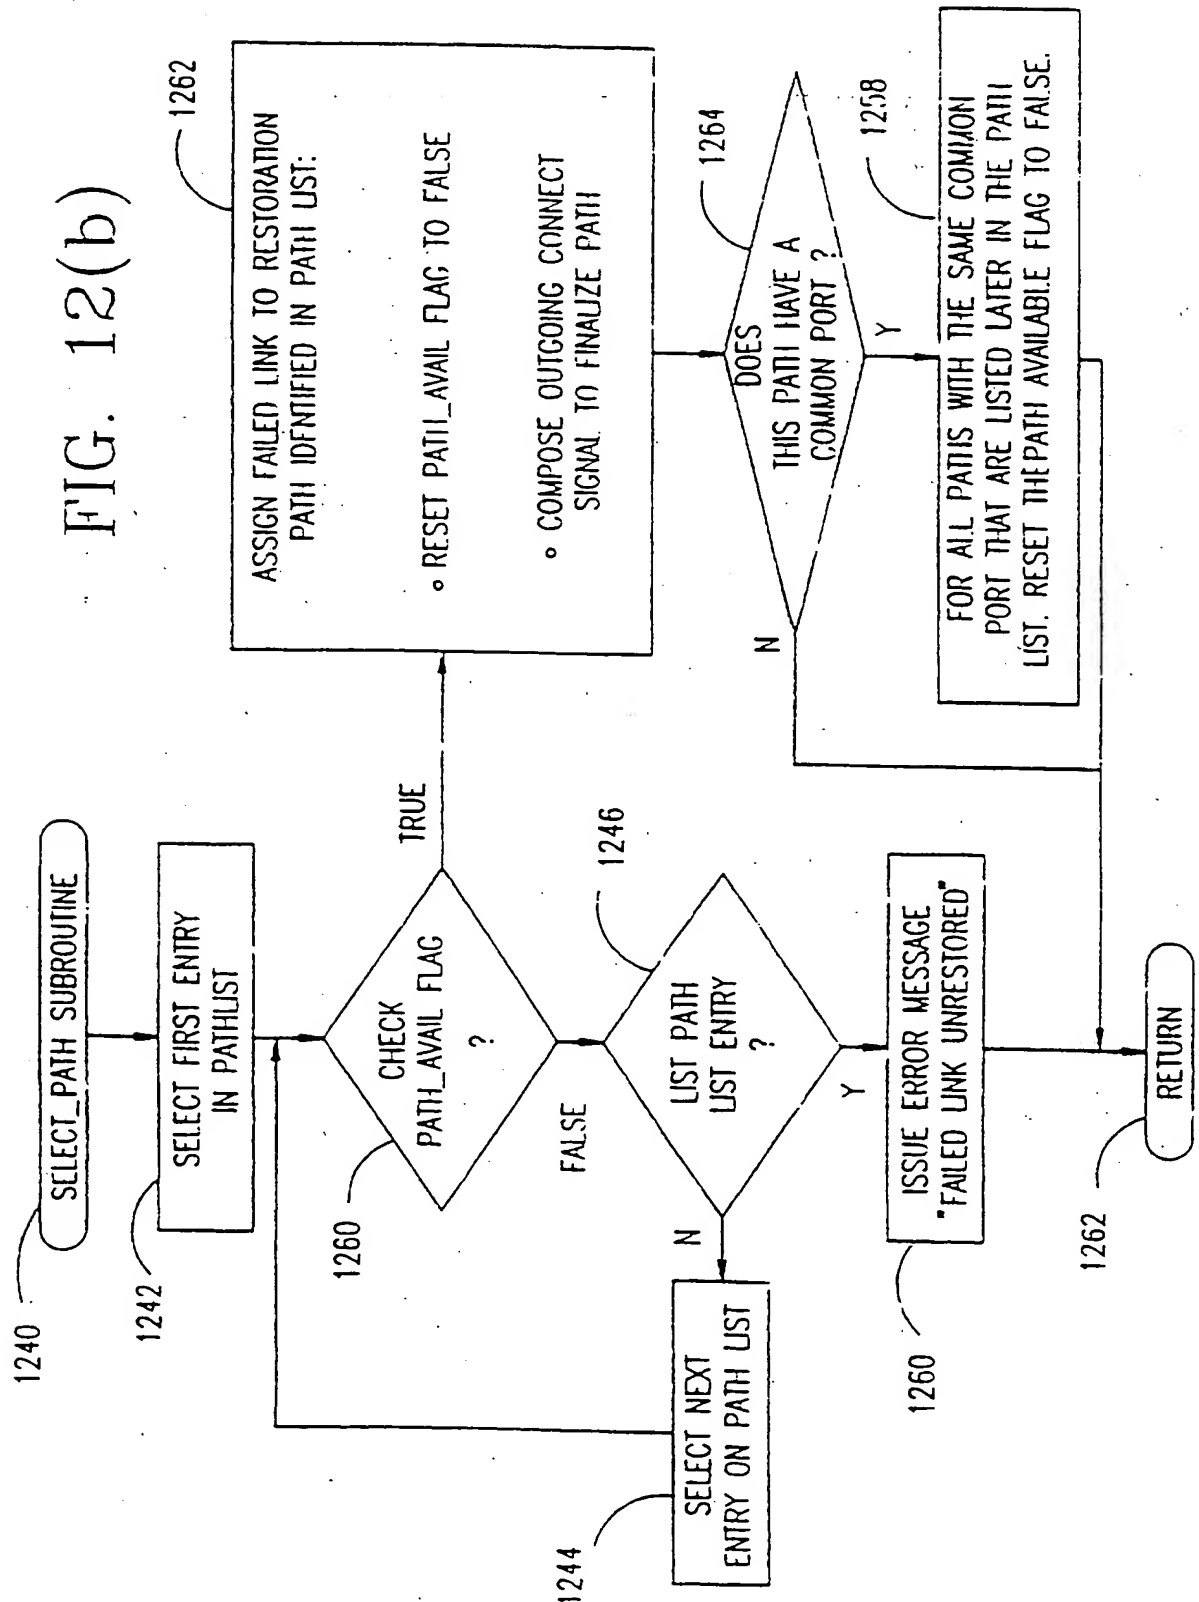 FIG. 12(b)
1240
SELECT_PATH SUBROUTINE
1242
SELECT FIRST ENTRY
IN PATHLIST
1260
CHECK
PATH_AVAIL FLAG
?
TRUE
FALSE
1262
ASSIGN FAILED LINK TO RESTORATION
PATH IDENTIFIED IN PATH LIST:
∘ RESET PATH_AVAIL FLAG TO FALSE
∘ COMPOSE OUTGOING CONNECT
SIGNAL TO FINALIZE PATH
1246
LIST PATH
LIST ENTRY
?
N
Y
1244
SELECT NEXT
ENTRY ON PATH LIST
1264
DOES
THIS PATH HAVE A
COMMON PORT ?
N
Y
1258
FOR ALL PATHS WITH THE SAME COMMON
PORT THAT ARE LISTED LATER IN THE PATH
LIST. RESET THE PATH AVAILABLE FLAG TO FALSE.
1260
ISSUE ERROR MESSAGE
"FAILED LINK UNRESTORED"
1262
RETURN